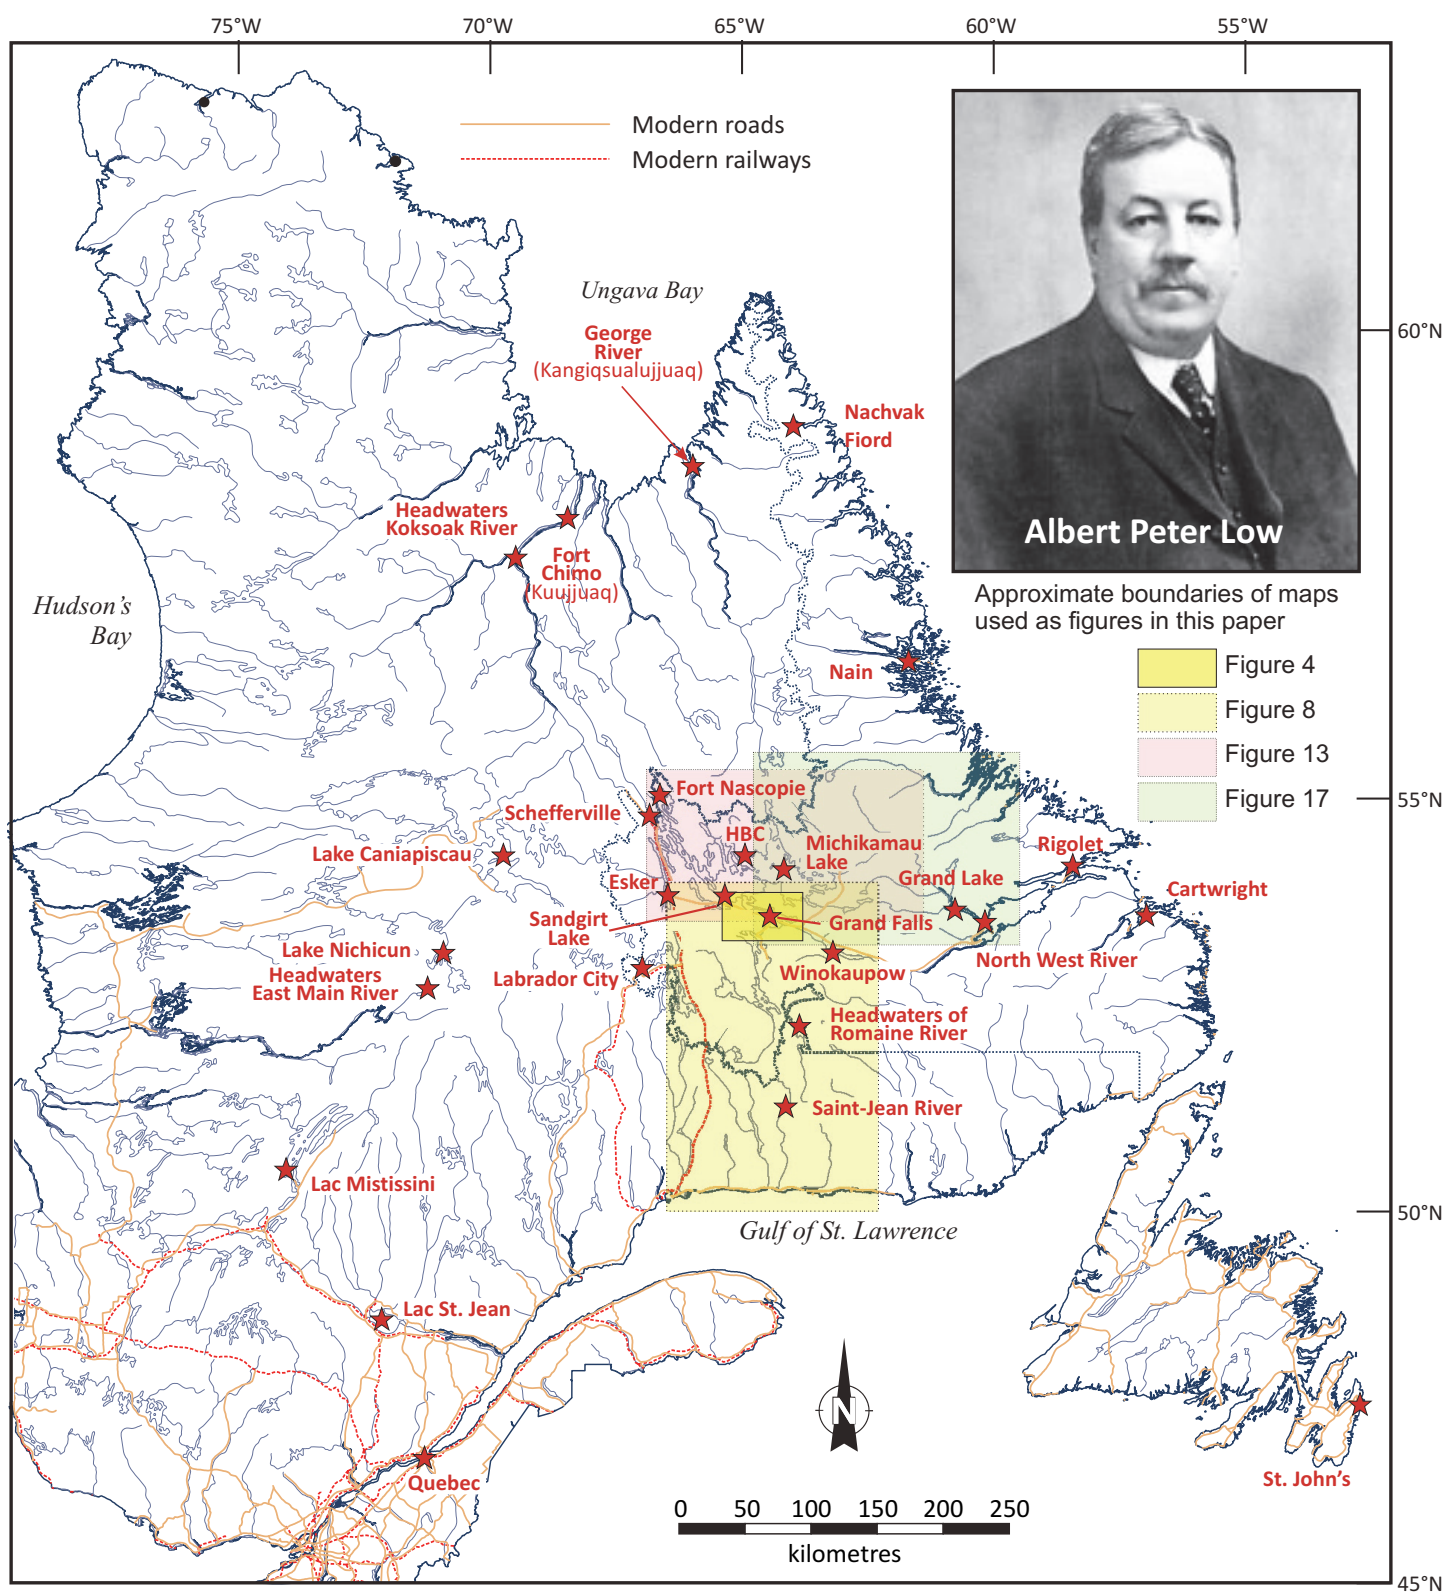 75°W
70°W
65°W
60°W
55°W
Modern roads
Modern railways
Ungava Bay
George
River
(Kangiqsualujjuaq)
60°N
Nachvak
Fiord
Headwaters
Koksoak River
Fort
Chimo
(Kuujjuaq)
Albert Peter Low
Hudson's
Bay
Approximate boundaries of maps
used as figures in this paper
Figure 4
Figure 8
Figure 13
Figure 17
Nain
55°N
Fort Nascopie
Schefferville
HBC
Michikamau
Lake
Rigolet
Lake Caniapiscau
Esker
Grand Lake
Cartwright
Sandgirt
Lake
Grand Falls
Lake Nichicun
North West River
Headwaters
East Main River
Labrador City
Winokaupow
Headwaters of
Romaine River
Saint-Jean River
Lac Mistissini
50°N
Gulf of St. Lawrence
Lac St. Jean
N
Quebec
St. John's
0 50 100 150 200 250
kilometres
45°N